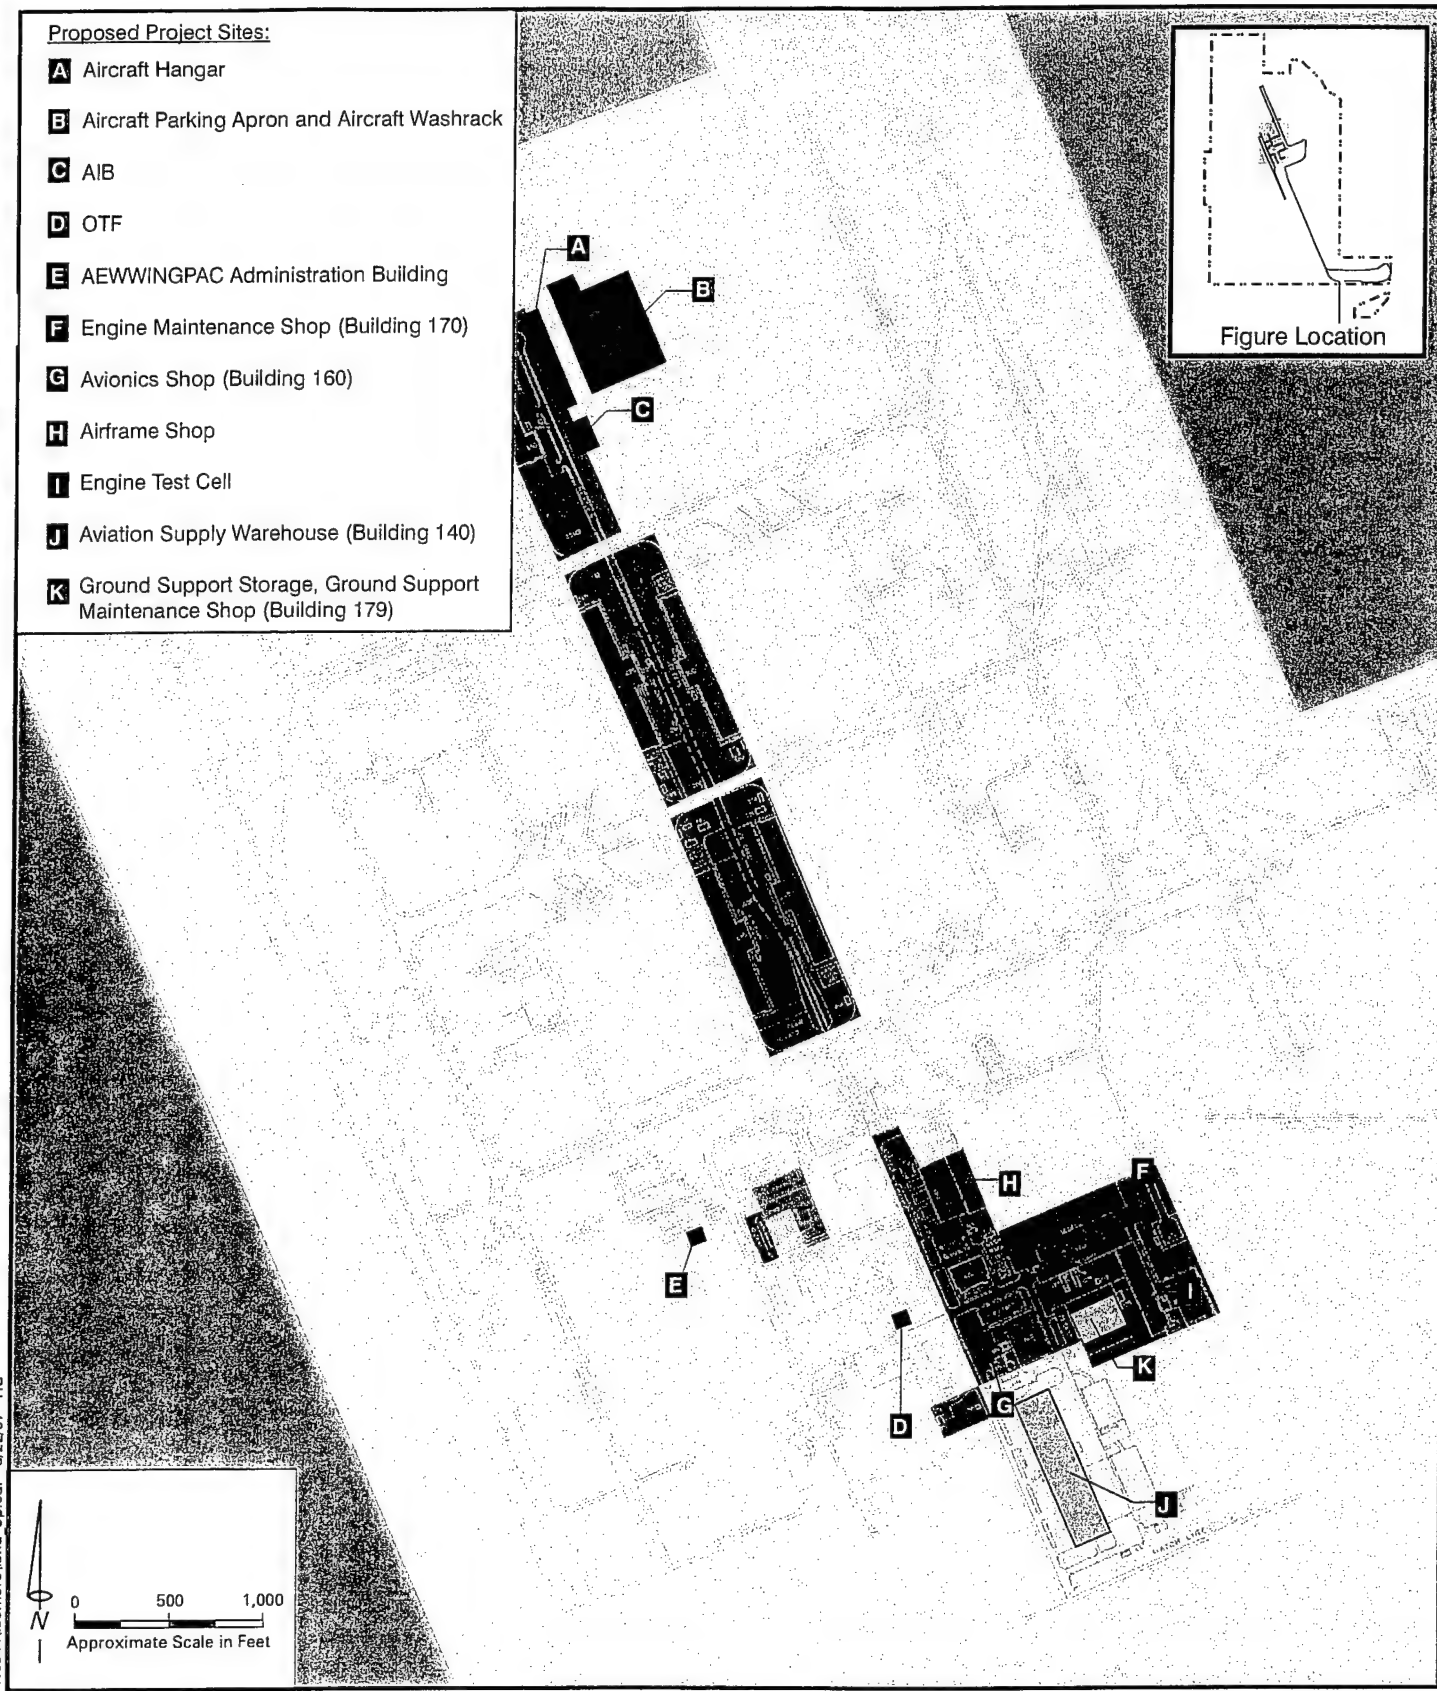 Proposed Project Sites:
A Aircraft Hangar
B Aircraft Parking Apron and Aircraft Washrack
C AIB
D OTF
E AEWWINGPAC Administration Building
F Engine Maintenance Shop (Building 170)
G Avionics Shop (Building 160)
H Airframe Shop
I Engine Test Cell
J Aviation Supply Warehouse (Building 140)
K Ground Support Storage, Ground Support
Maintenance Shop (Building 179)
Figure Location
A
B
C
H
F
E
I
D
K
G
J
MATCH LINE
N
0 500 1,000
Approximate Scale in Feet